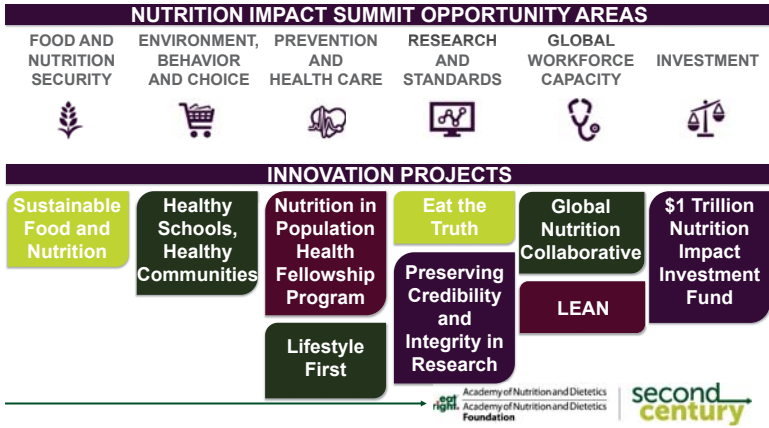 NUTRITION IMPACT SUMMIT OPPORTUNITY AREAS
FOOD AND
NUTRITION
SECURITY
ENVIRONMENT,
BEHAVIOR
AND CHOICE
PREVENTION
AND
HEALTH CARE
RESEARCH
AND
STANDARDS
GLOBAL
WORKFORCE
CAPACITY
INVESTMENT
INNOVATION PROJECTS
Sustainable
Food and
Nutrition
Healthy
Schools,
Healthy
Communities
Nutrition in
Population
Health
Fellowship
Program
Lifestyle
First
Eat the
Truth
Preserving
Credibility
and
Integrity in
Research
Global
Nutrition
Collaborative
LEAN
$1 Trillion
Nutrition
Impact
Investment
Fund
eat
right.
Academy of Nutrition and Dietetics
Academy of Nutrition and Dietetics
Foundation
second
century